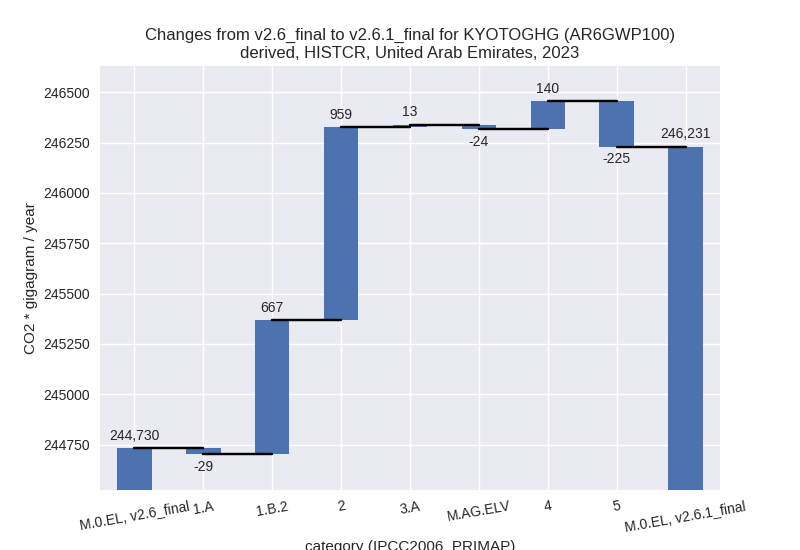 Changes from v2.6_final to v2.6.1_final for KYOTOGHG (AR6GWP100)
derived, HISTCR, United Arab Emirates, 2023
CO2 * gigagram / year
246500
246250
246000
245750
245500
245250
245000
244750
244,730
-29
667
959
13
-24
140
-225
246,231
M.0.EL, v2.6_final
1.A
1.B.2
2
3.A
M.AG.ELV
4
5
M.0.EL, v2.6.1_final
category (IPCC2006_PRIMAP)